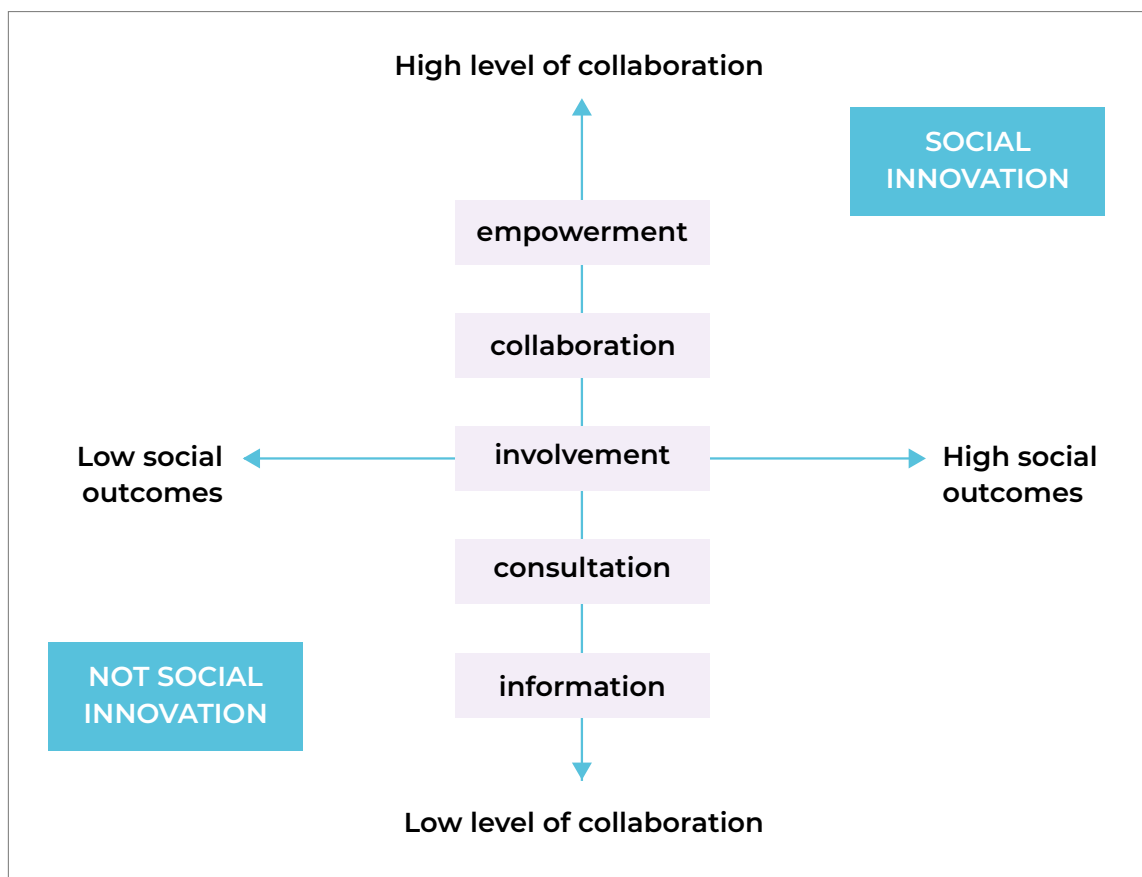 High level of collaboration
SOCIAL
INNOVATION
empowerment
collaboration
Low social
outcomes
involvement
High social
outcomes
consultation
NOT SOCIAL
INNOVATION
information
Low level of collaboration